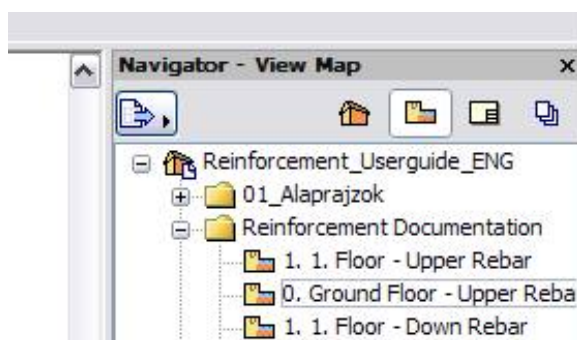 Navigator - View Map
Reinforcement_Userguide_ENG
01_Alaprajzok
Reinforcement Documentation
1. 1. Floor - Upper Rebar
0. Ground Floor - Upper Reba
1. 1. Floor - Down Rebar